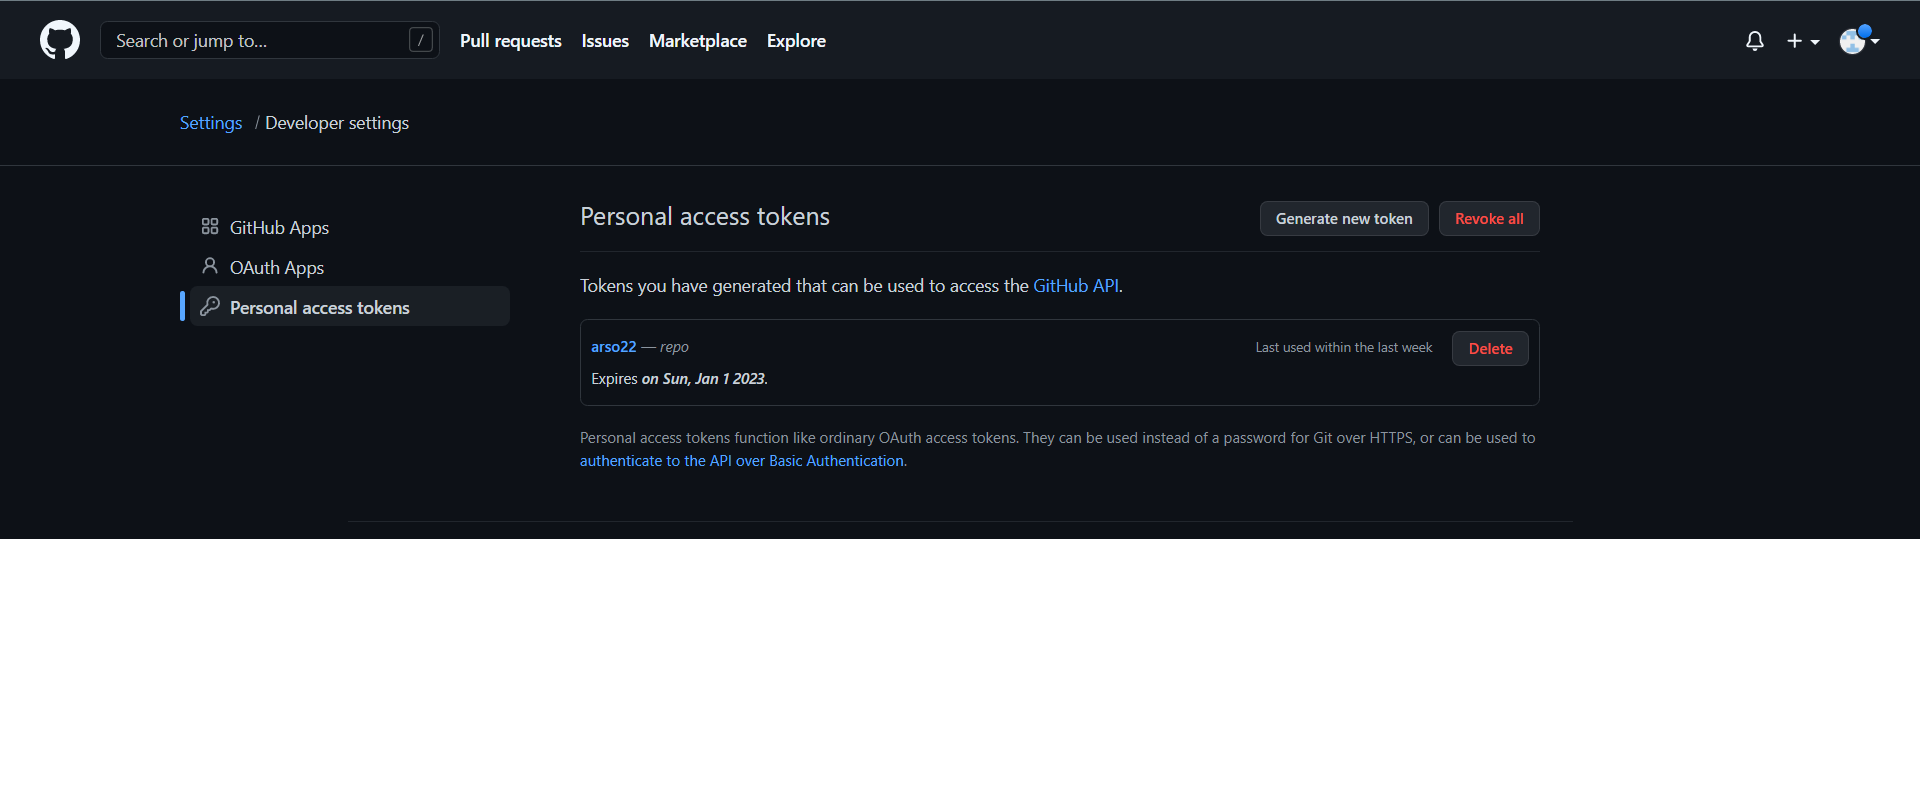 Search or jump to... /
Pull requests Issues Marketplace Explore
Settings / Developer settings
GitHub Apps
OAuth Apps
Personal access tokens
Personal access tokens
Generate new token Revoke all
Tokens you have generated that can be used to access the GitHub API.
arso22 — repo
Last used within the last week Delete
Expires on Sun, Jan 1 2023.
Personal access tokens function like ordinary OAuth access tokens. They can be used instead of a password for Git over HTTPS, or can be used to
authenticate to the API over Basic Authentication.